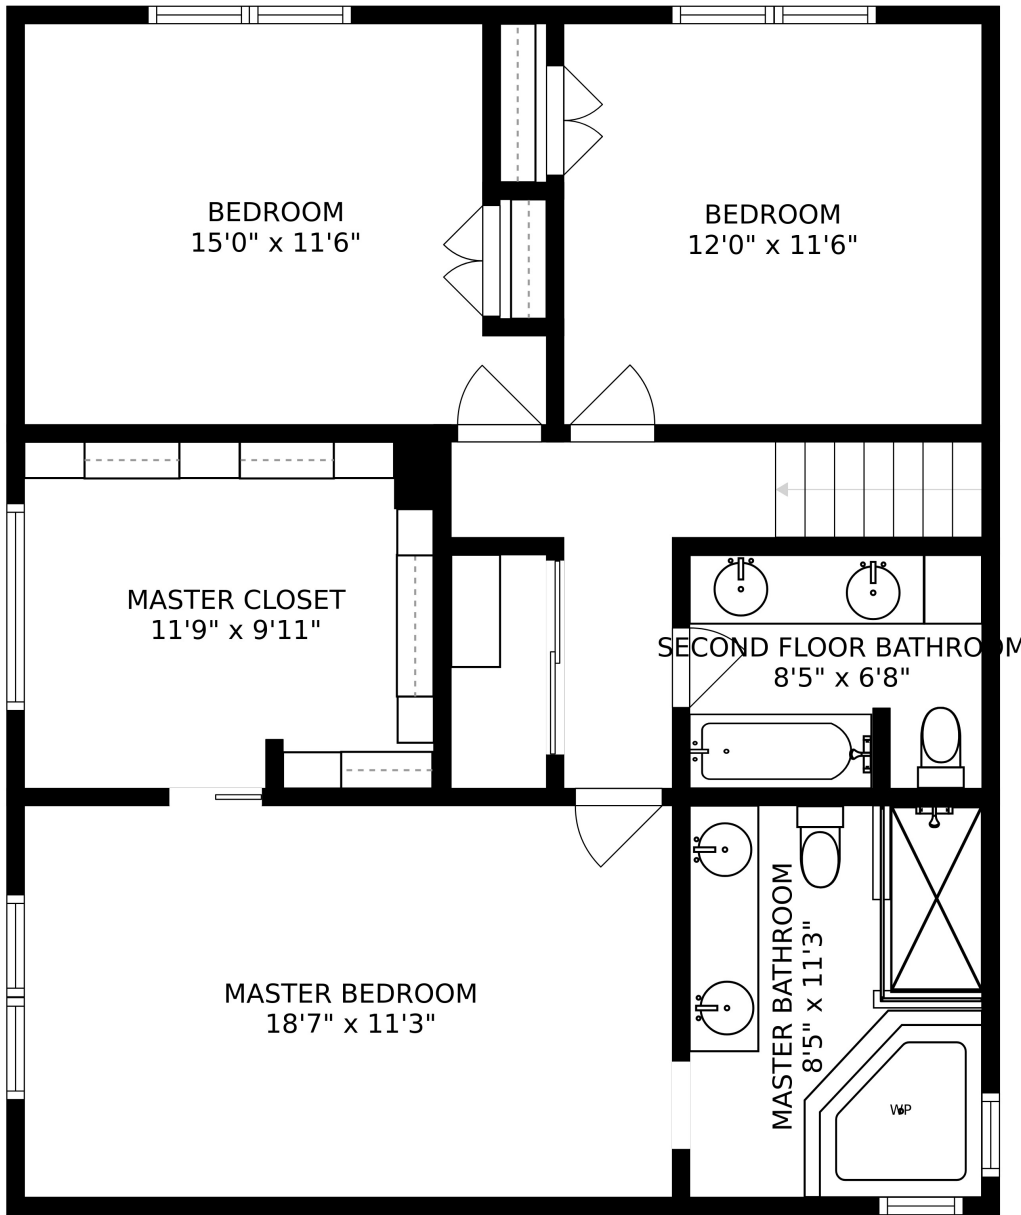 BEDROOM
15'0" x 11'6"
BEDROOM
12'0" x 11'6"
MASTER CLOSET
11'9" x 9'11"
SECOND FLOOR BATHROOM
8'5" x 6'8"
MASTER BEDROOM
18'7" x 11'3"
MASTER BATHROOM
8'5" x 11'3"
WP